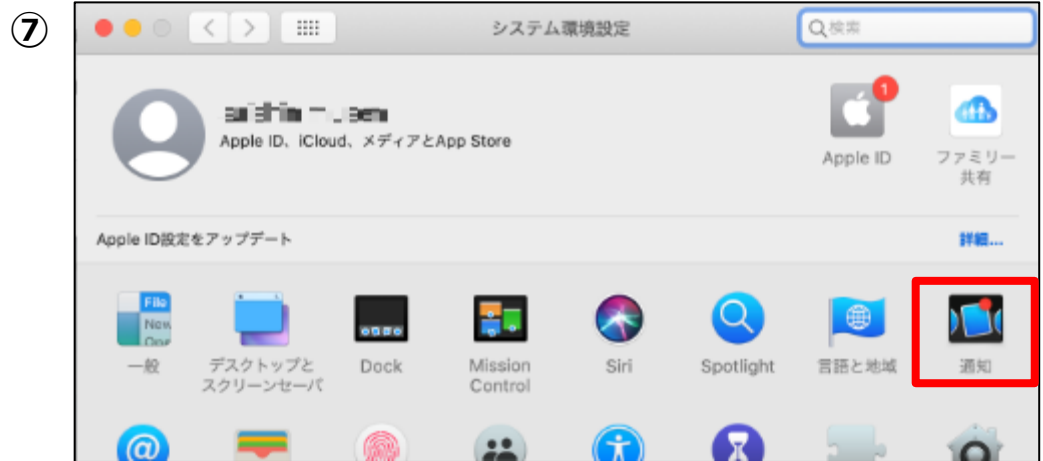 ⑦
システム環境設定
検索
Apple ID、iCloud、メディアとApp Store
1
Apple ID
ファミリー
共有
Apple ID設定をアップデート
詳細...
File
New
一般
デスクトップと
スクリーンセーバ
Dock
Mission
Control
Siri
Spotlight
言語と地域
通知